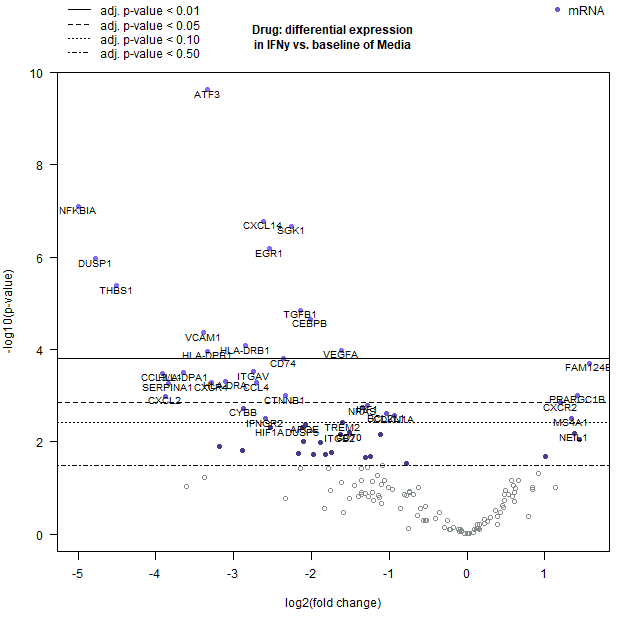 adj. p-value < 0.01
mRNA
adj. p-value < 0.05
adj. p-value < 0.10
adj. p-value < 0.50
Drug: differential expression
in IFNy vs. baseline of Media
10
8
6
4
2
0
-log10(p-value)
ATF3
NFKBIA
CXCL14
SGK1
EGR1
DUSP1
THBS1
TGFB1
CEBPB
VCAM1
HLA-DRB1
HLA-DPB1
VEGFA
CD74
FAM124B
ITGAV
HLA-DRA
CCL4
SERPINA1
CXCL2
CTNNB1
PPARGC1B
CXCR2
CYBB
IFNGR2
MS4A1
TREM2
HIF1A
DUSP5
NEIL1
-5
-4
-3
-2
-1
0
1
log2(fold change)